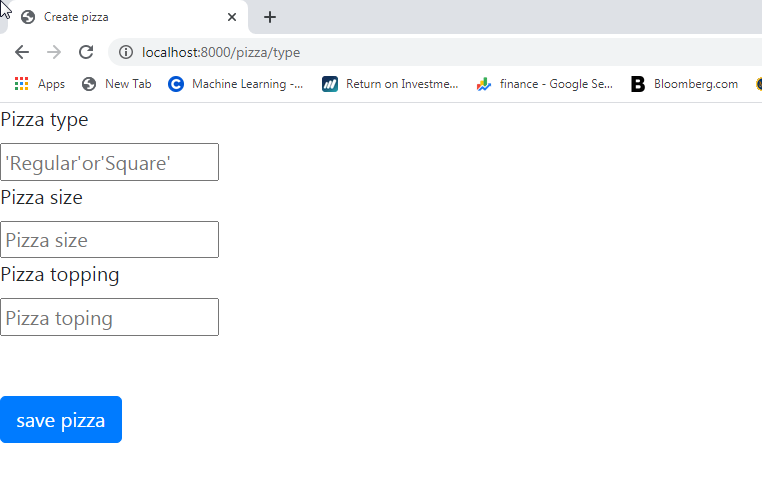 Create pizza
localhost:8000/pizza/type
Apps New Tab Machine Learning -... Return on Investme... finance - Google Se... Bloomberg.com
Pizza type
'Regular'or'Square'
Pizza size
Pizza size
Pizza topping
Pizza toping
save pizza